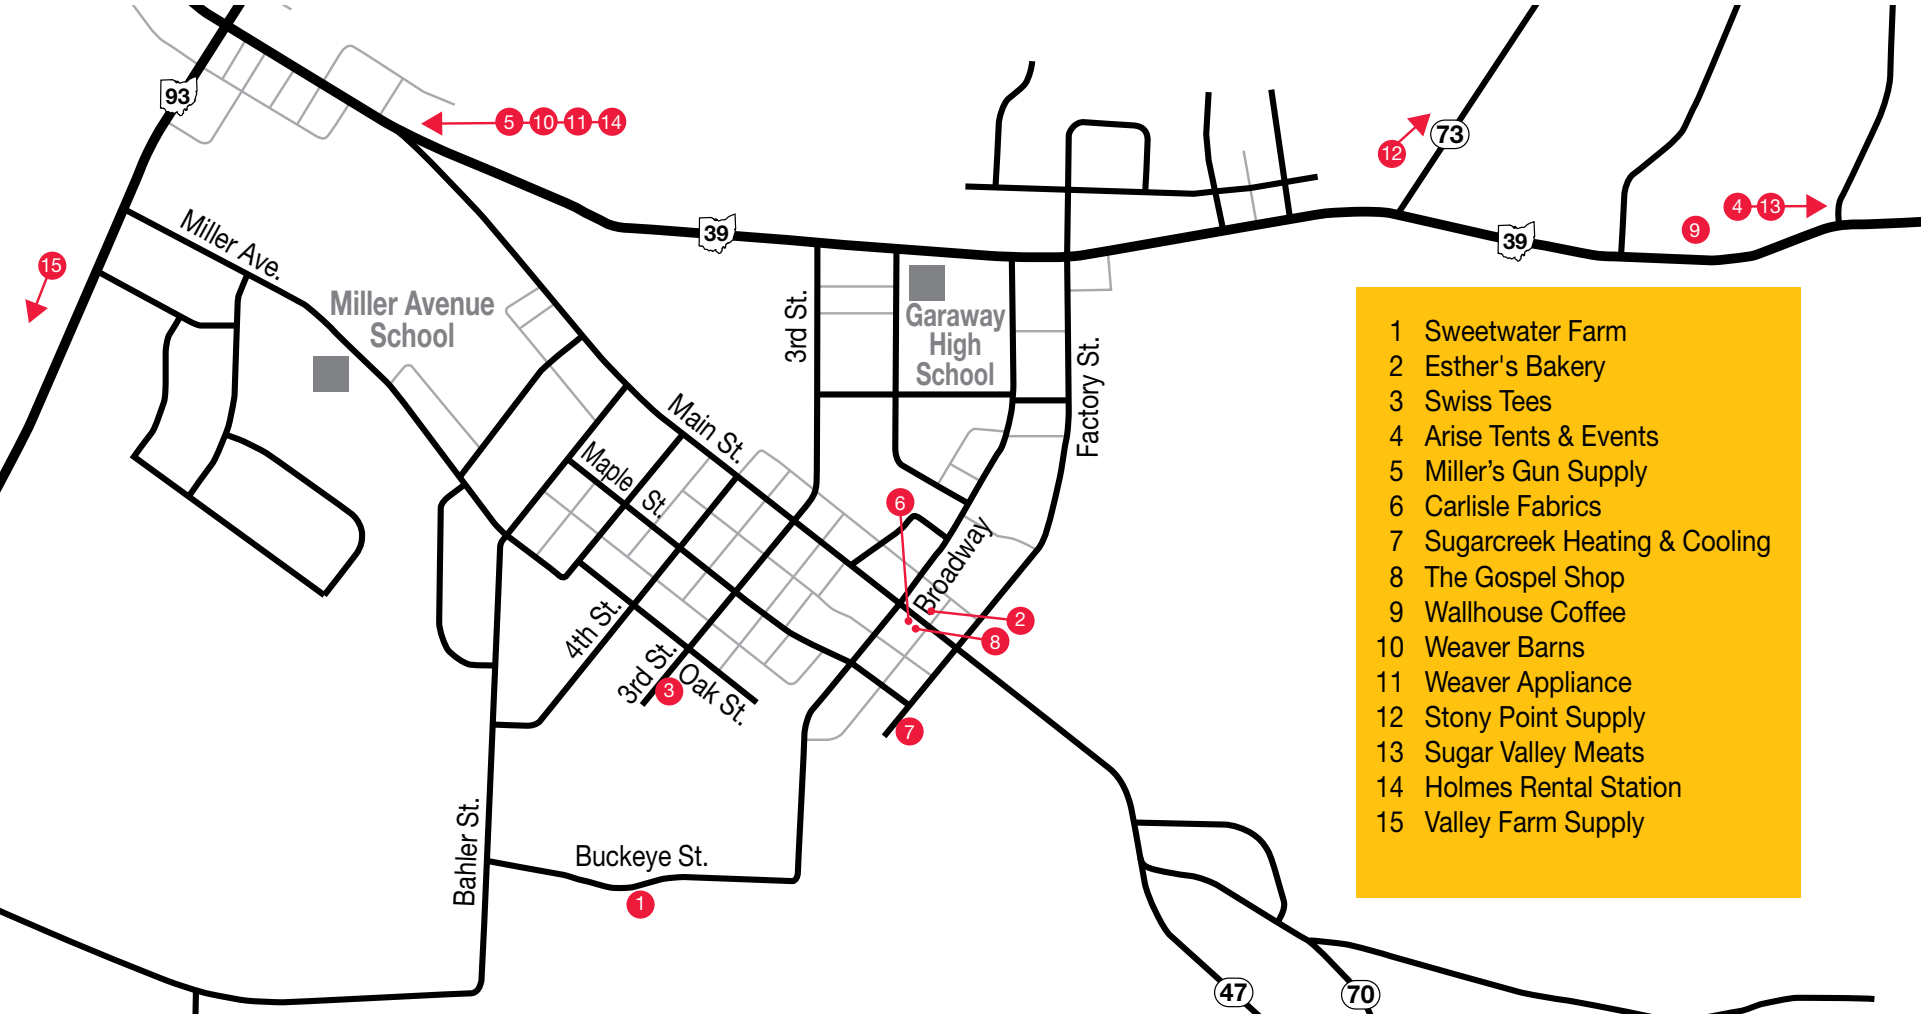 93
5 10 11 14
73
12
Miller Ave.
39
4 13
9
39
15
Miller Avenue
School
3rd St.
Garaway
High
School
Factory St.
Main St.
Maple St.
6
Broadway
2
8
4th St.
3rd St.
3
Oak St.
7
Bahler St.
Buckeye St.
1
47
70
1 Sweetwater Farm
2 Esther's Bakery
3 Swiss Tees
4 Arise Tents & Events
5 Miller’s Gun Supply
6 Carlisle Fabrics
7 Sugarcreek Heating & Cooling
8 The Gospel Shop
9 Wallhouse Coffee
10 Weaver Barns
11 Weaver Appliance
12 Stony Point Supply
13 Sugar Valley Meats
14 Holmes Rental Station
15 Valley Farm Supply